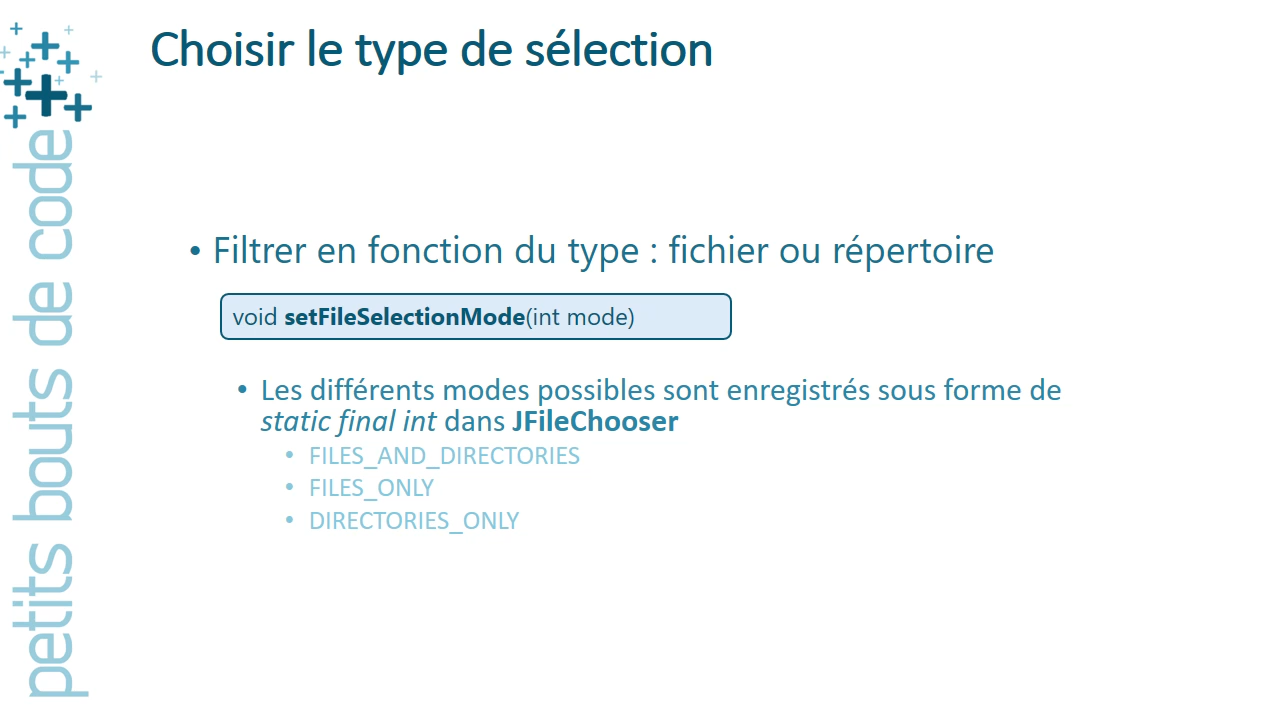 Choisir le type de sélection
• Filtrer en fonction du type : fichier ou répertoire
void setFileSelectionMode(int mode)
• Les différents modes possibles sont enregistrés sous forme de
static final int dans JFileChooser
• FILES_AND_DIRECTORIES
• FILES_ONLY
• DIRECTORIES_ONLY
petits bouts de code